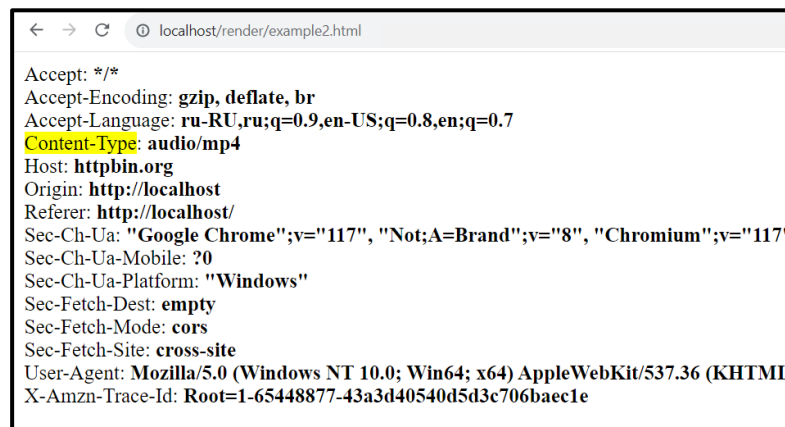 localhost/render/example2.html
Accept: */*
Accept-Encoding: gzip, deflate, br
Accept-Language: ru-RU,ru;q=0.9,en-US;q=0.8,en;q=0.7
Content-Type: audio/mp4
Host: httpbin.org
Origin: http://localhost
Referer: http://localhost/
Sec-Ch-Ua: "Google Chrome";v="117", "Not;A=Brand";v="8", "Chromium";v="117"
Sec-Ch-Ua-Mobile: ?0
Sec-Ch-Ua-Platform: "Windows"
Sec-Fetch-Dest: empty
Sec-Fetch-Mode: cors
Sec-Fetch-Site: cross-site
User-Agent: Mozilla/5.0 (Windows NT 10.0; Win64; x64) AppleWebKit/537.36 (KHTML
X-Amzn-Trace-Id: Root=1-65448877-43a3d40540d5d3c706baec1e